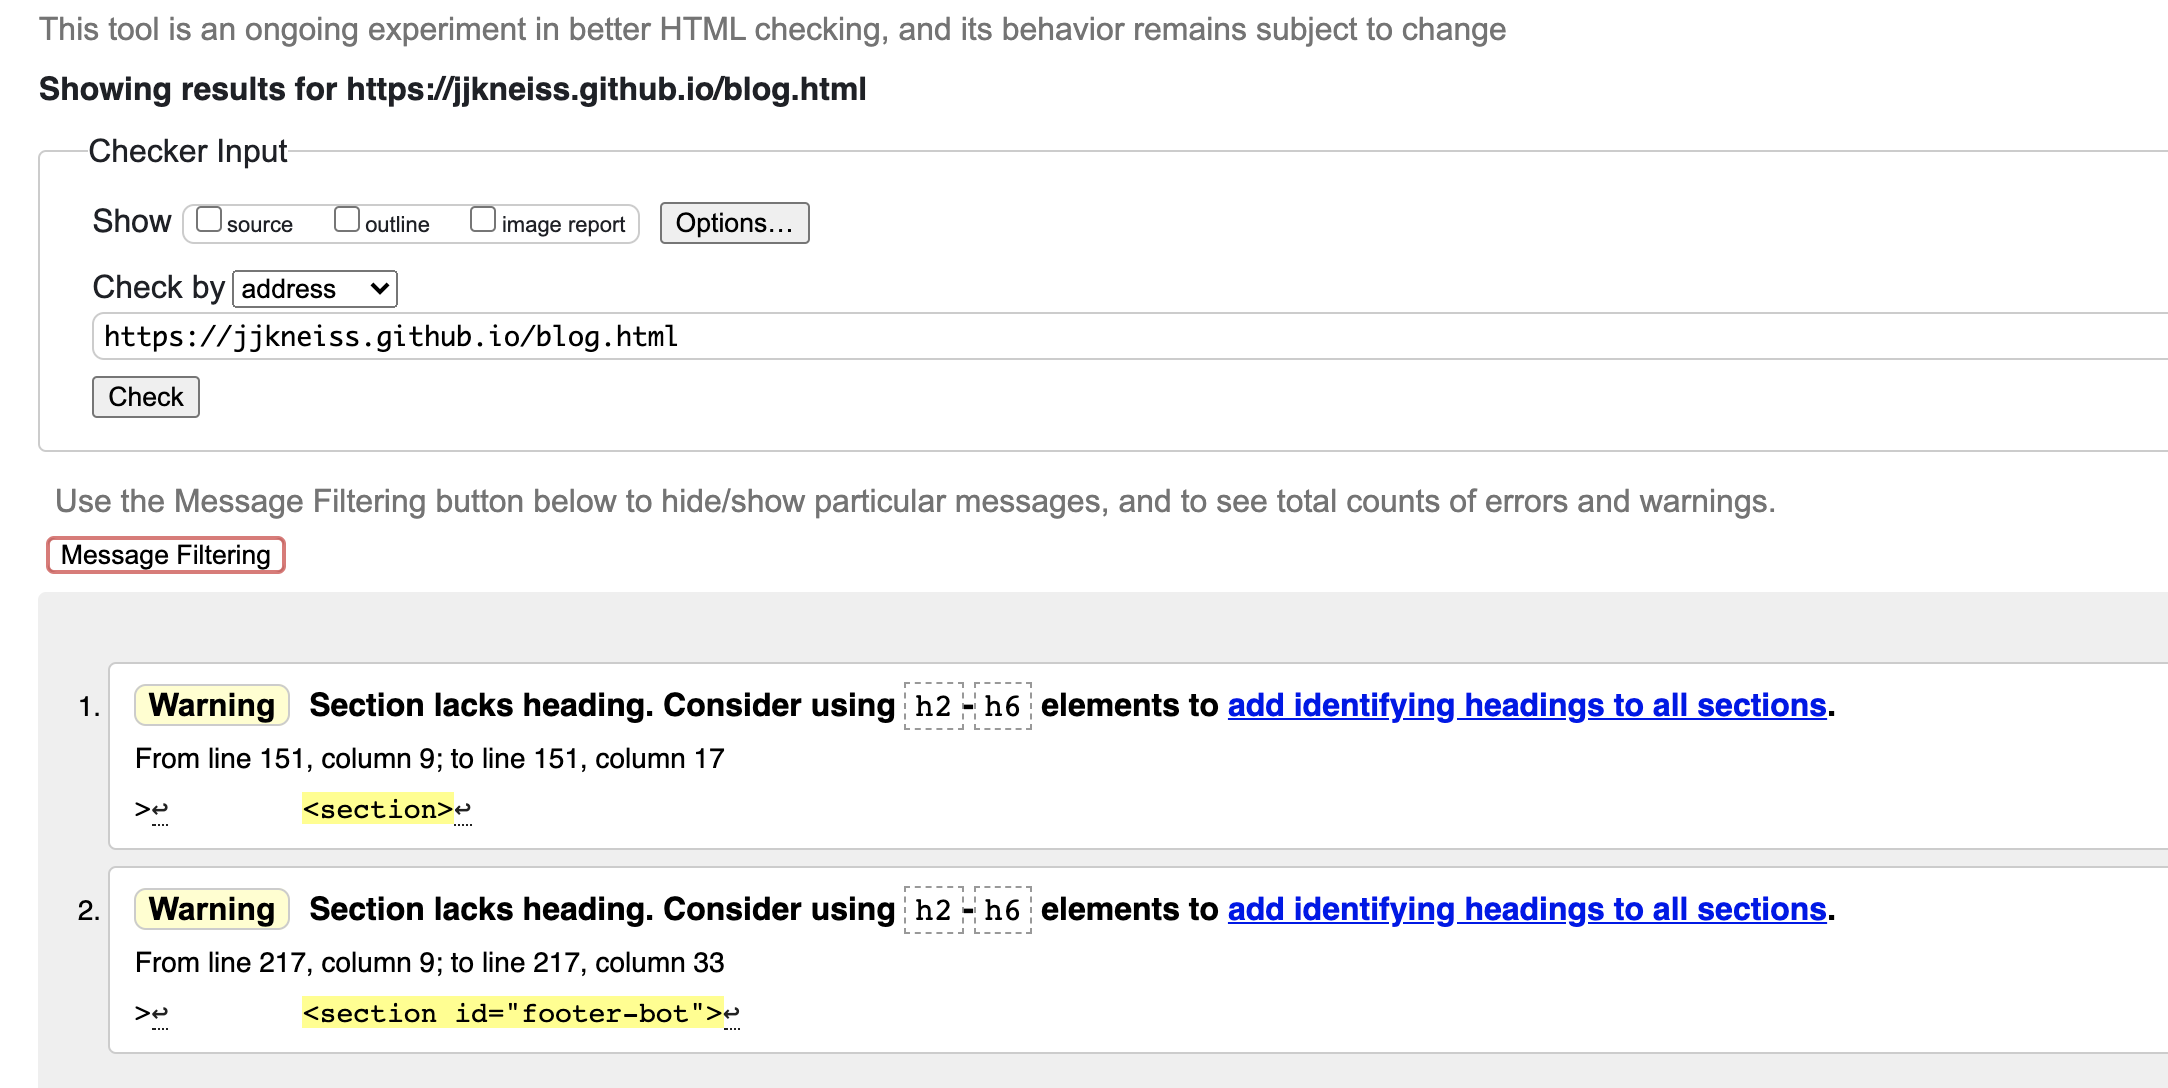 This tool is an ongoing experiment in better HTML checking, and its behavior remains subject to change
Showing results for https://jjkneiss.github.io/blog.html
Checker Input
Show source outline image report Options...
Check by address
https://jjkneiss.github.io/blog.html
Check
Use the Message Filtering button below to hide/show particular messages, and to see total counts of errors and warnings.
Message Filtering
1. Warning Section lacks heading. Consider using h2-h6 elements to add identifying headings to all sections.
From line 151, column 9; to line 151, column 17
>↩ <section>↩
2. Warning Section lacks heading. Consider using h2-h6 elements to add identifying headings to all sections.
From line 217, column 9; to line 217, column 33
>↩ <section id="footer-bot">↩